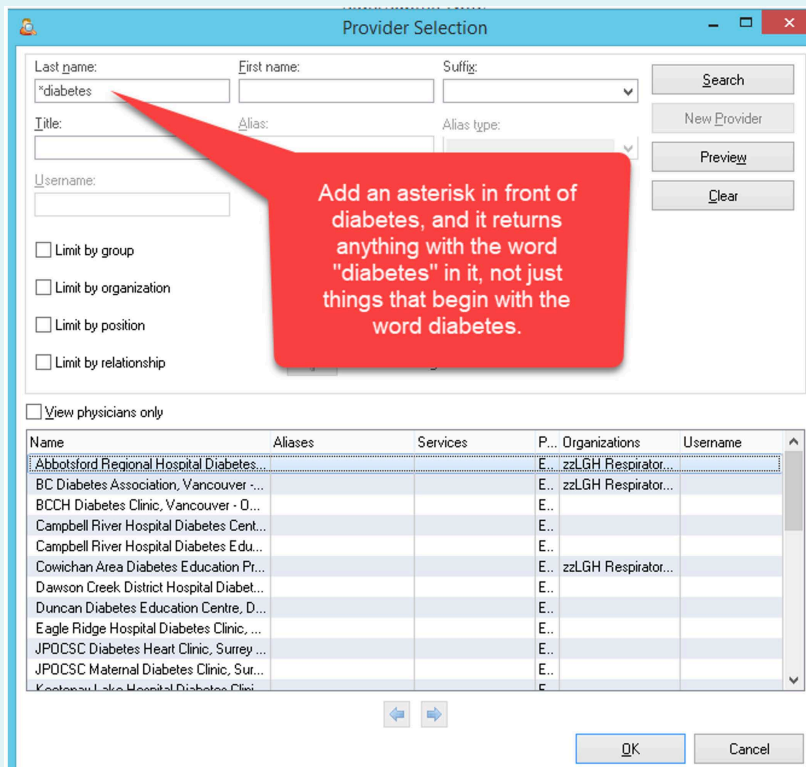 Provider Selection
Last name:
First name:
Suffix:
*diabetes
Search
Title:
Alias:
Alias type:
New Provider
Preview
Username:
Clear
Add an asterisk in front of
diabetes, and it returns
anything with the word
"diabetes" in it, not just
things that begin with the
word diabetes.
Limit by group
Limit by organization
Limit by position
Limit by relationship
View physicians only
Name Aliases Services P... Organizations Username
Abbotsford Regional Hospital Diabetes... E... zzLGH Respirator...
BC Diabetes Association, Vancouver -... E... zzLGH Respirator...
BCCH Diabetes Clinic, Vancouver - O... E...
Campbell River Hospital Diabetes Cent... E...
Campbell River Hospital Diabetes Edu... E...
Cowichan Area Diabetes Education Pr... E... zzLGH Respirator...
Dawson Creek District Hospital Diabet... E...
Duncan Diabetes Education Centre, D... E...
Eagle Ridge Hospital Diabetes Clinic, ... E...
JPOCSC Diabetes Heart Clinic, Surrey ... E...
JPOCSC Maternal Diabetes Clinic, Sur... E...
Kootenay Lake Hospital Diabetes Clini... E...
OK
Cancel